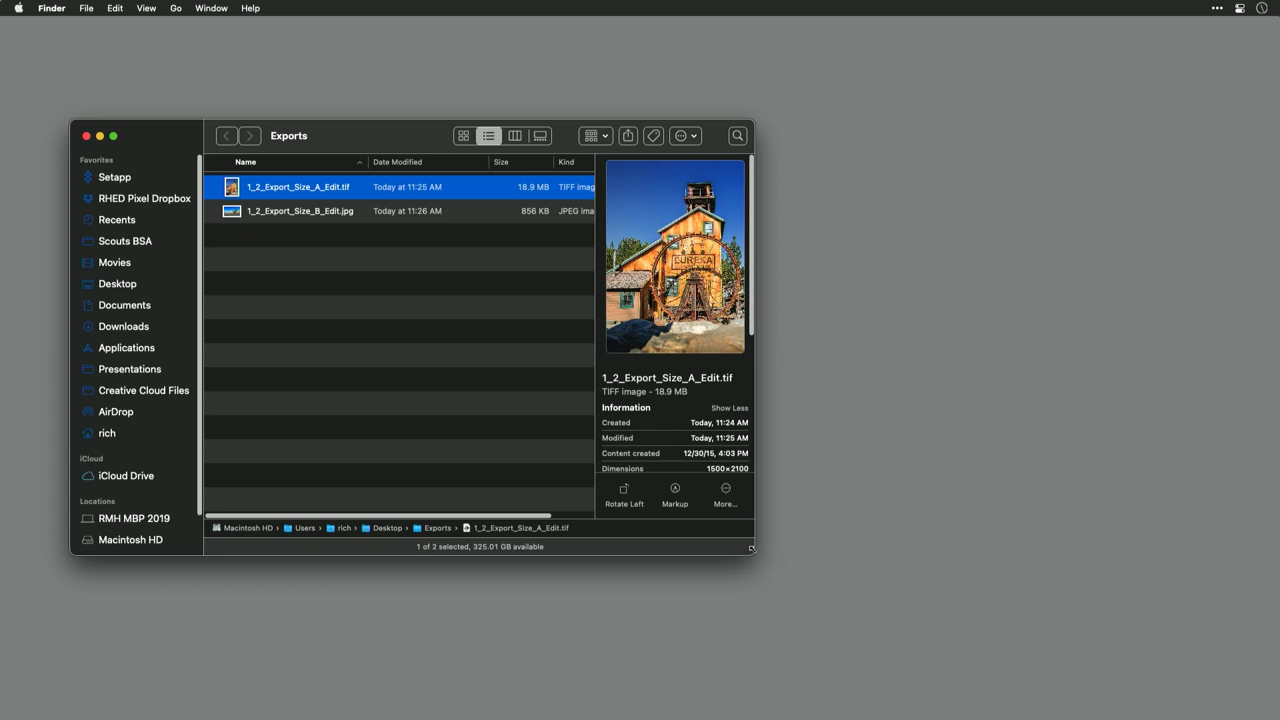 Finder File Edit View Go Window Help
Exports
Favorites
Setapp
RHED Pixel Dropbox
Recents
Scouts BSA
Movies
Desktop
Documents
Downloads
Applications
Presentations
Creative Cloud Files
AirDrop
rich
iCloud
iCloud Drive
Locations
RMH MBP 2019
Macintosh HD
Name Date Modified Size Kind
1_2_Export_Size_A_Edit.tif Today at 11:25 AM 18.9 MB TIFF imag
1_2_Export_Size_B_Edit.jpg Today at 11:26 AM 856 KB JPEG ima
EUREKA
1_2_Export_Size_A_Edit.tif
TIFF image - 18.9 MB
Information Show Less
Created Today, 11:24 AM
Modified Today, 11:25 AM
Content created 12/30/15, 4:03 PM
Dimensions 1500×2100
Rotate Left Markup More...
Macintosh HD › Users › rich › Desktop › Exports › 1_2_Export_Size_A_Edit.tif
1 of 2 selected, 325.01 GB available